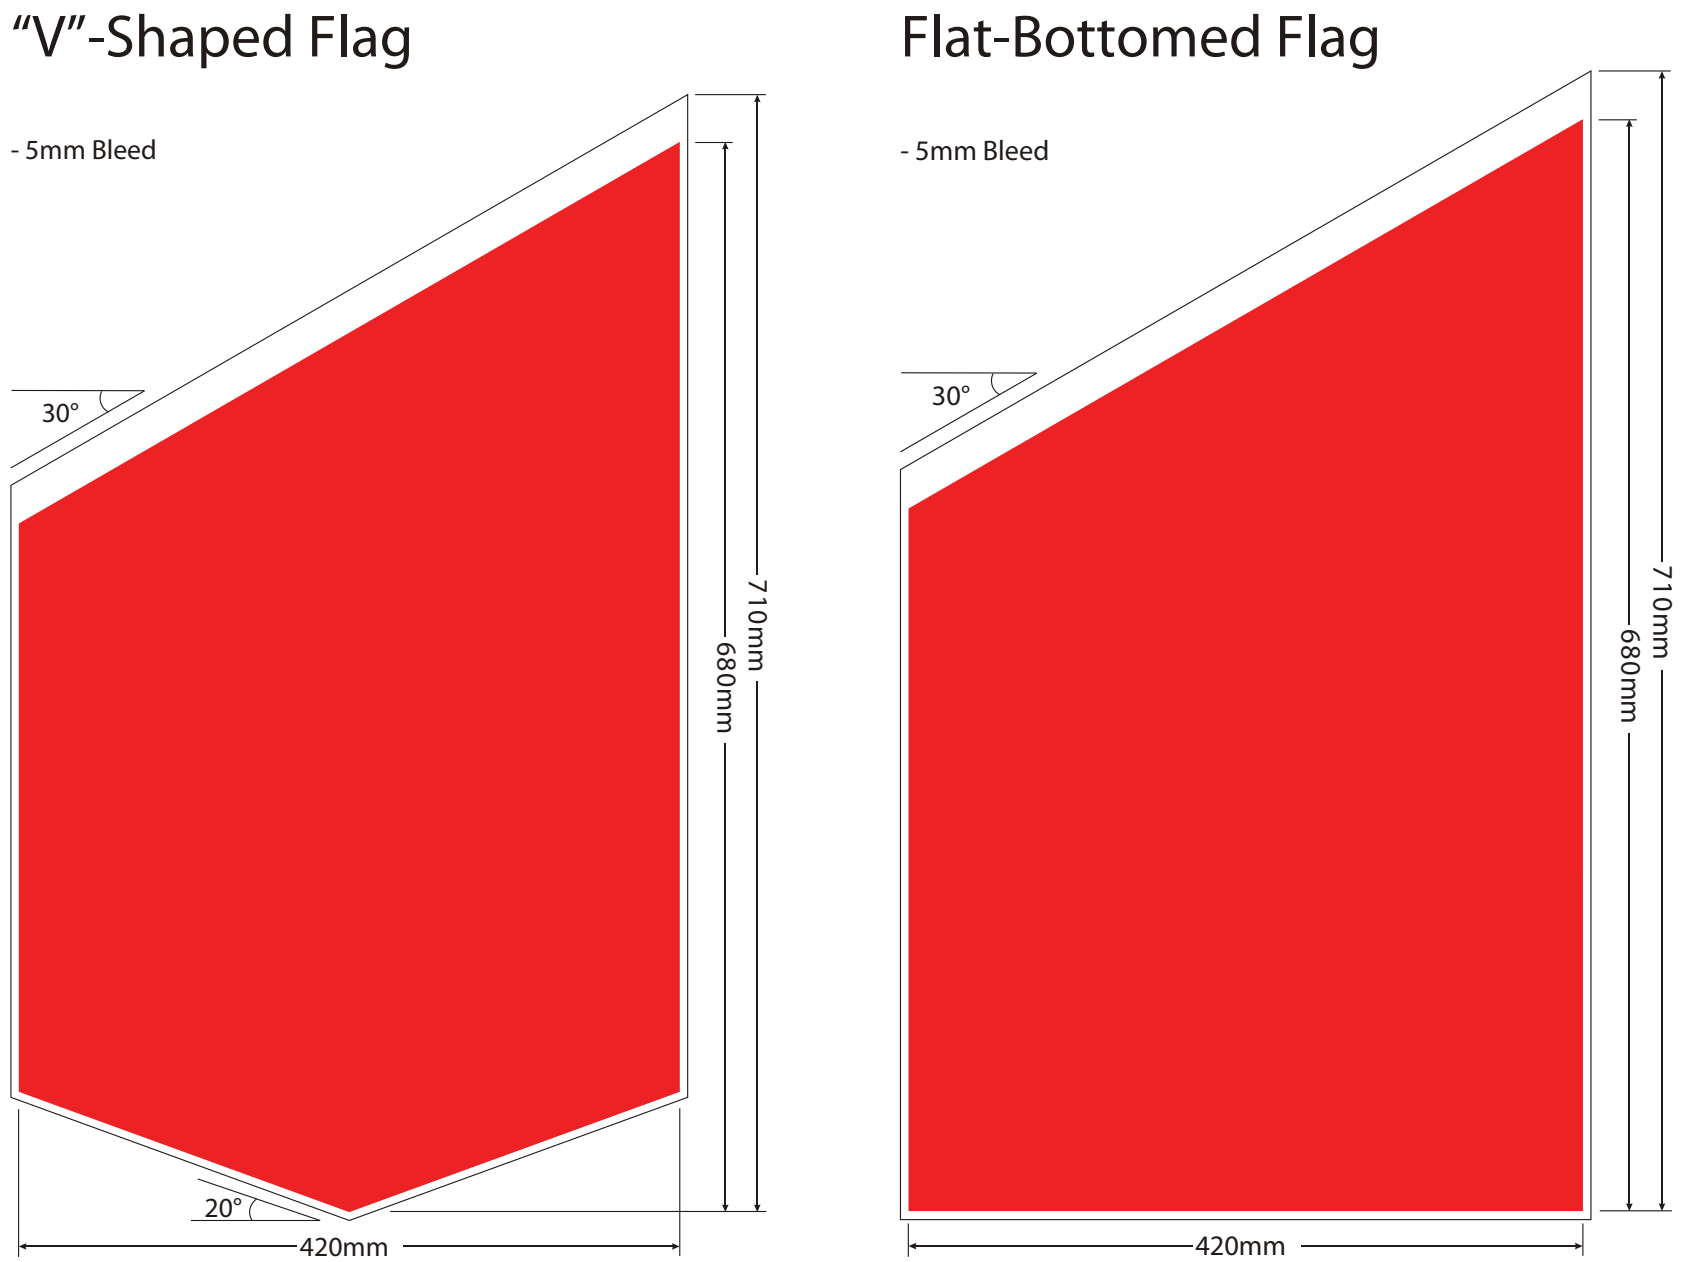 “V”-Shaped Flag
- 5mm Bleed
30°
710mm
680mm
20°
420mm
Flat-Bottomed Flag
- 5mm Bleed
30°
710mm
680mm
420mm